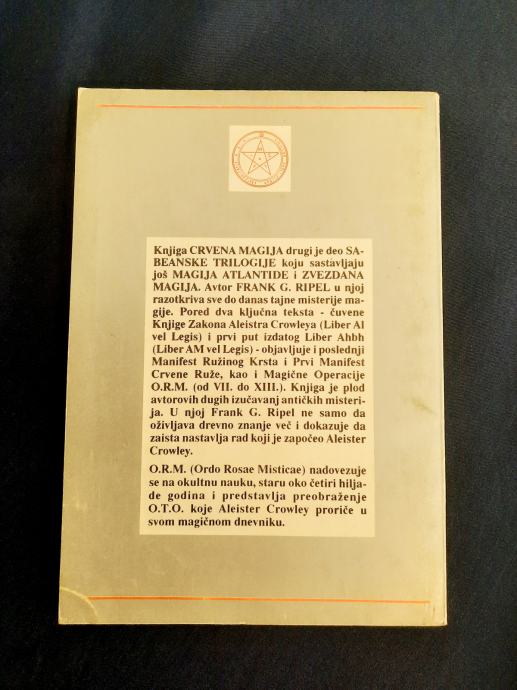 Knjiga CRVENA MAGIJA drugi je deo SA-
BEANSKE TRILOGIJE koju sastavljaju
još MAGIJA ATLANTIDE i ZVEZDANA
MAGIJA. Avtor FRANK G. RIPEL u njoj
razotkriva sve do danas tajne misterije ma-
gije. Pored dva ključna teksta - čuvene
Knjige Zakona Aleistra Crowleya (Liber Al
vel Legis) i prvi put izdatog Liber Ahbh
(Liber AM vel Legis) - objavljuje i poslednji
Manifest Ružinog Krsta i Prvi Manifest
Crvene Ruže, kao i Magične Operacije
O.R.M. (od VII. do XIII.). Knjiga je plod
avtorovih dugih izučavanj antičkih misteri-
ja. U njoj Frank G. Ripel ne samo da
oživljava drevno znanje več i dokazuje da
zaista nastavlja rad koji je započeo Aleister
Crowley.
O.R.M. (Ordo Rosae Misticae) nadovezuje
se na okultnu nauku, staru oko četiri hilja-
de godina i predstavlja preobraženje
O.T.O. koje Aleister Crowley proriče u
svom magičnom dnevniku.